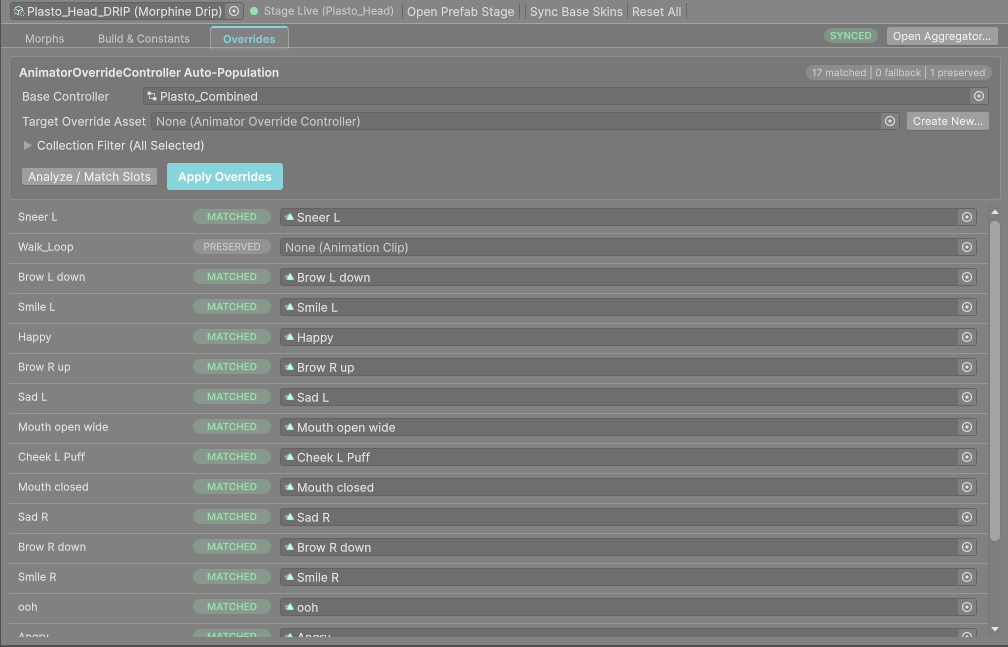 Plasto_Head_DRIP (Morphine Drip) Stage Live (Plasto_Head) Open Prefab Stage Sync Base Skins Reset All
Morphs Build & Constants Overrides SYNCED Open Aggregator...
AnimatorOverrideController Auto-Population 17 matched | 0 fallback | 1 preserved
Base Controller Plasto_Combined
Target Override Asset None (Animator Override Controller) Create New...
Collection Filter (All Selected)
Analyze / Match Slots Apply Overrides
Sneer L MATCHED Sneer L
Walk_Loop PRESERVED None (Animation Clip)
Brow L down MATCHED Brow L down
Smile L MATCHED Smile L
Happy MATCHED Happy
Brow R up MATCHED Brow R up
Sad L MATCHED Sad L
Mouth open wide MATCHED Mouth open wide
Cheek L Puff MATCHED Cheek L Puff
Mouth closed MATCHED Mouth closed
Sad R MATCHED Sad R
Brow R down MATCHED Brow R down
Smile R MATCHED Smile R
ooh MATCHED ooh
Angry MATCHED Angry